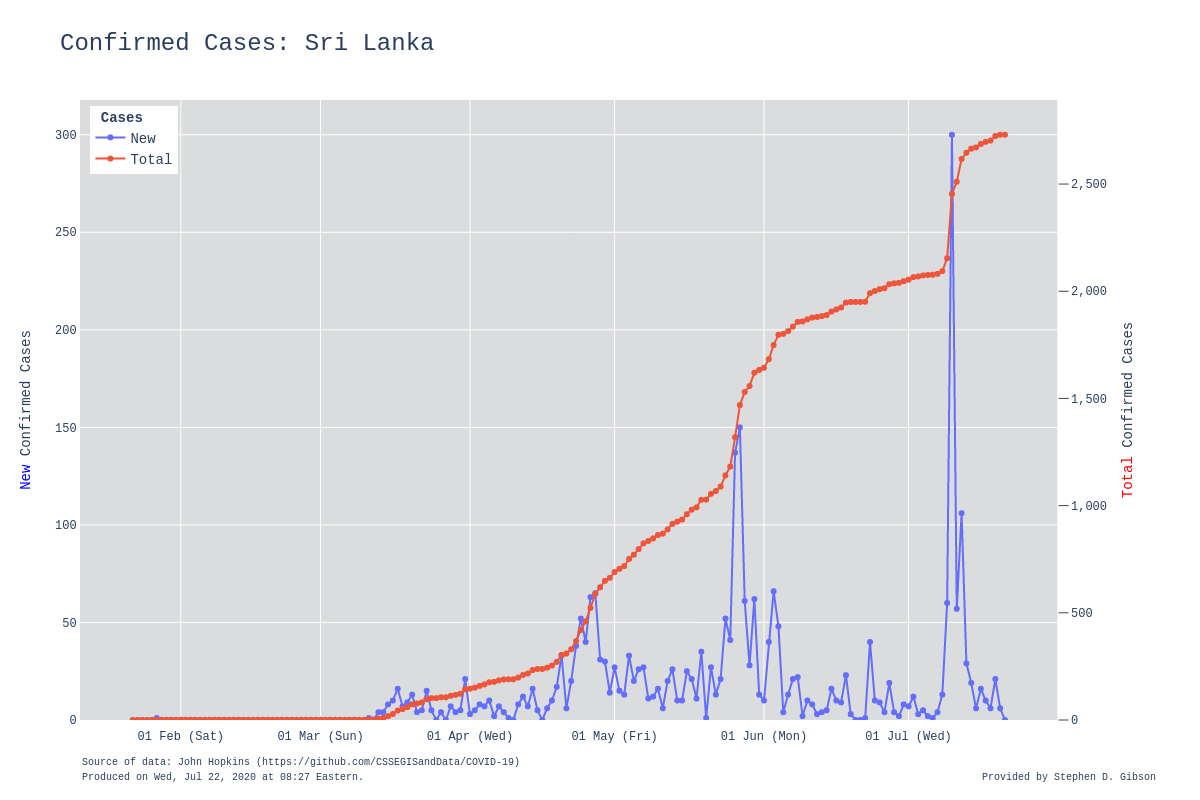 Confirmed Cases: Sri Lanka
Cases
New
Total
300
250
200
150
100
50
0
New Confirmed Cases
2,500
2,000
1,500
1,000
500
0
Total Confirmed Cases
01 Feb (Sat) 01 Mar (Sun) 01 Apr (Wed) 01 May (Fri) 01 Jun (Mon) 01 Jul (Wed)
Source of data: John Hopkins (https://github.com/CSSEGISandData/COVID-19)
Produced on Wed, Jul 22, 2020 at 08:27 Eastern.
Provided by Stephen D. Gibson